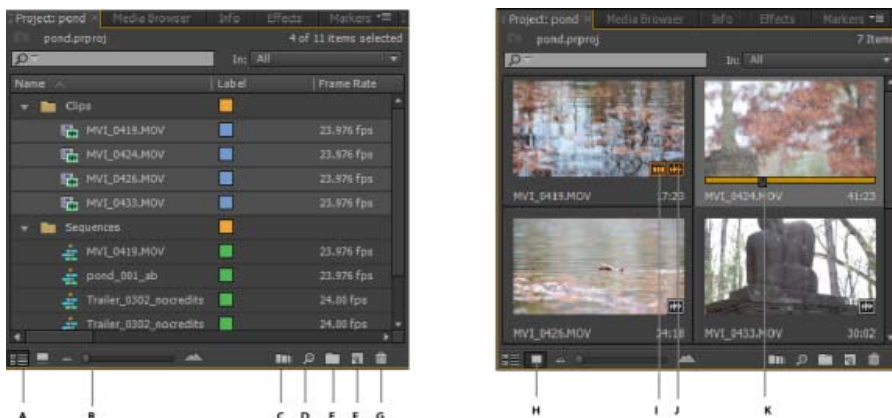 Project: pond × Media Browser Info Effects Markers
pond.prproj 4 of 11 items selected
In: All
Name Label Frame Rate
Clips
MVI_0419.MOV 23.976 fps
MVI_0424.MOV 23.976 fps
MVI_0426.MOV 23.976 fps
MVI_0433.MOV 23.976 fps
Sequences
MVI_0419.MOV 23.976 fps
pond_001_ab 23.976 fps
Trailer_0302_nocredits 24.00 fps
Trailer_0302_nocredits 24.00 fps
A B C D E F G
Project: pond × Media Browser Info Effects Markers
pond.prproj 7 Items
In: All
MVI_0419.MOV 17:23 MVI_0424.MOV 41:23
MVI_0426.MOV 34:18 MVI_0433.MOV 30:02
H I J K